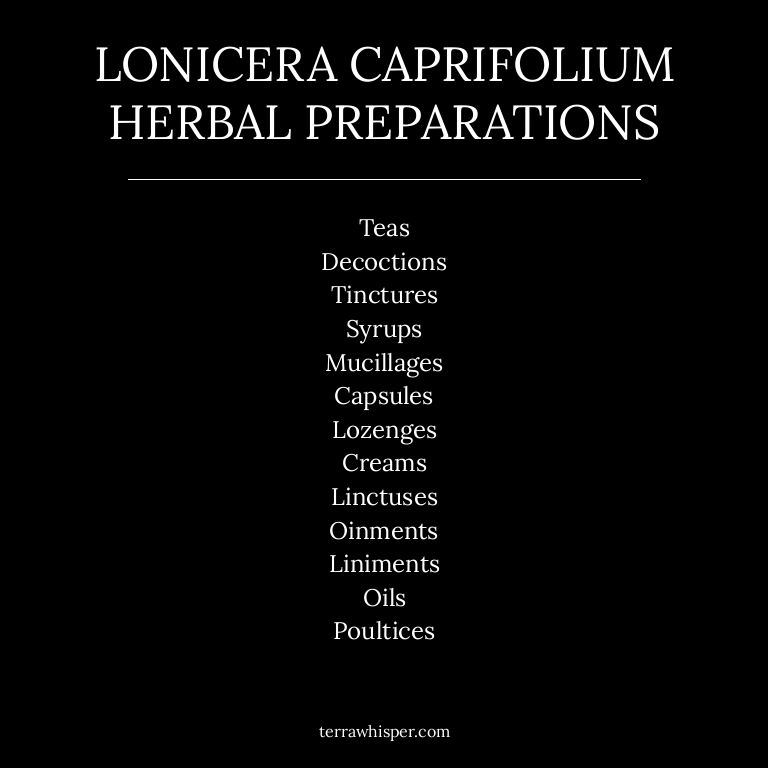 LONICERA CAPRIFOLIUM
HERBAL PREPARATIONS
Teas
Decoctions
Tinctures
Syrups
Mucillages
Capsules
Lozenges
Creams
Linctuses
Oinments
Liniments
Oils
Poultices
terrawhisper.com